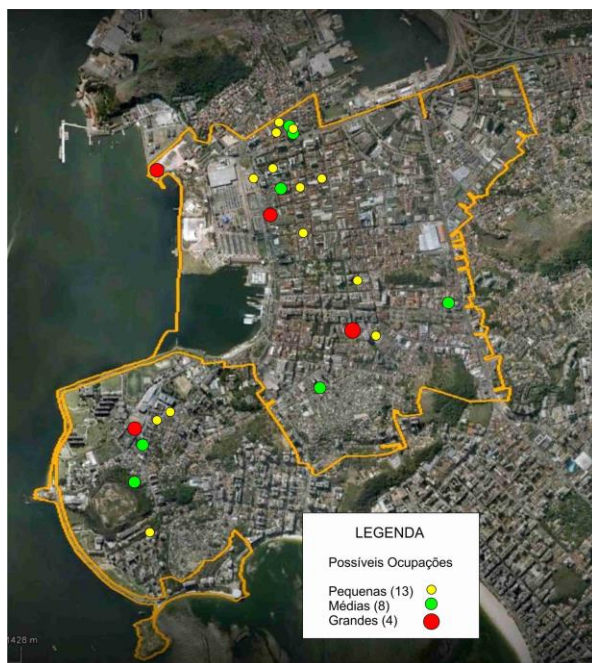 LEGENDA
Possíveis Ocupações
Pequenas (13)
Médias (8)
Grandes (4)
1428 m